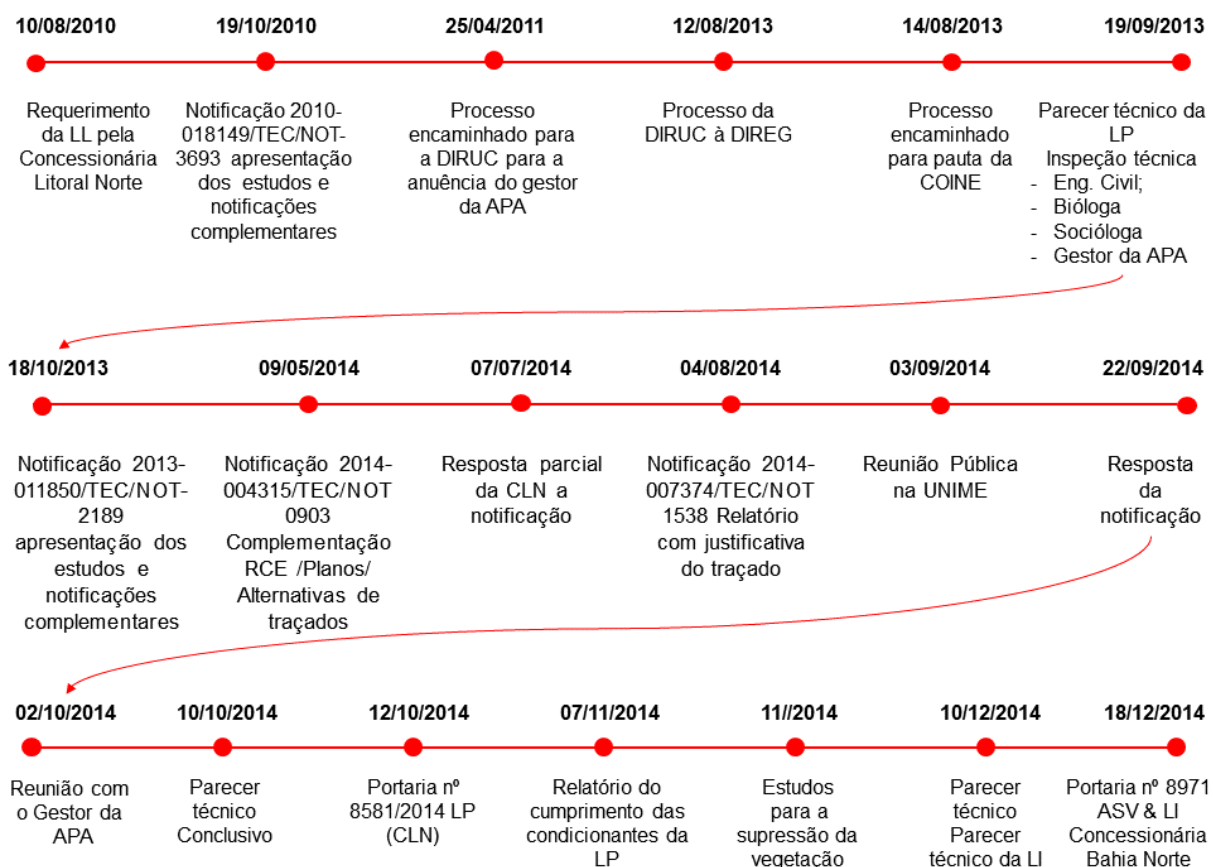 10/08/2010
19/10/2010
25/04/2011
12/08/2013
14/08/2013
19/09/2013
Requerimento
da LL pela
Concessionária
Litoral Norte
Notificação 2010-
018149/TEC/NOT-
3693 apresentação
dos estudos e
notificações
complementares
Processo
encaminhado para
a DIRUC para a
anuência do gestor
da APA
Processo da
DIRUC à DIREG
Processo
encaminhado
para pauta da
COINE
Parecer técnico da
LP
Inspeção técnica
- Eng. Civil;
- Bióloga
- Socióloga
- Gestor da APA
18/10/2013
09/05/2014
07/07/2014
04/08/2014
03/09/2014
22/09/2014
Notificação 2013-
011850/TEC/NOT-
2189
apresentação dos
estudos e
notificações
complementares
Notificação 2014-
004315/TEC/NOT
0903
Complementação
RCE /Planos/
Alternativas de
traçados
Resposta parcial
da CLN a
notificação
Notificação 2014-
007374/TEC/NOT
1538 Relatório
com justificativa
do traçado
Reunião Pública
na UNIME
Resposta
da
notificação
02/10/2014
10/10/2014
12/10/2014
07/11/2014
11//2014
10/12/2014
18/12/2014
Reunião com
o Gestor da
APA
Parecer
técnico
Conclusivo
Portaria nº
8581/2014 LP
(CLN)
Relatório do
cumprimento das
condicionantes da
LP
Estudos
para a
supressão da
vegetação
Parecer
técnico
Parecer
técnico da LI
Portaria nº 8971
ASV & LI
Concessionária
Bahia Norte